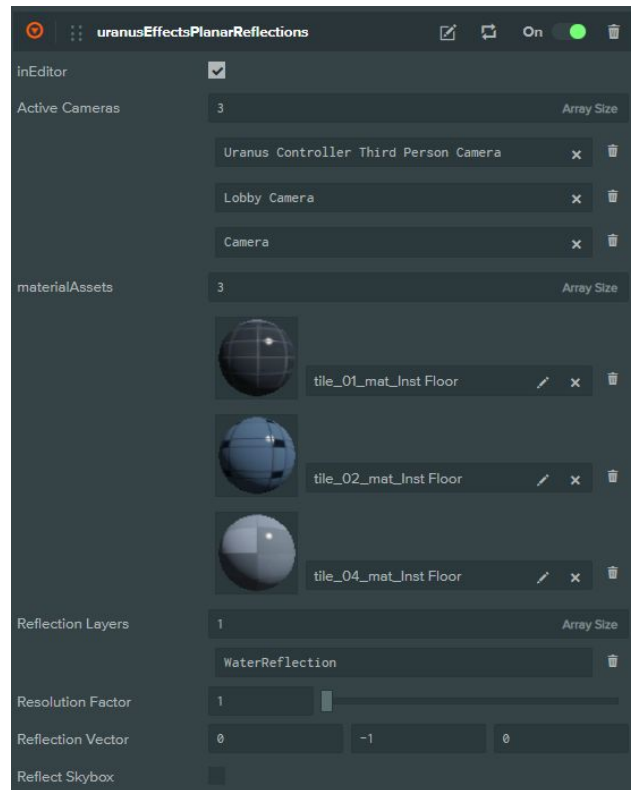 uranusEffectsPlanarReflections On
inEditor
Active Cameras 3 Array Size
Uranus Controller Third Person Camera
Lobby Camera
Camera
materialAssets 3 Array Size
tile_01_mat_Inst Floor
tile_02_mat_Inst Floor
tile_04_mat_Inst Floor
Reflection Layers 1 Array Size
WaterReflection
Resolution Factor 1
Reflection Vector 0 -1 0
Reflect Skybox